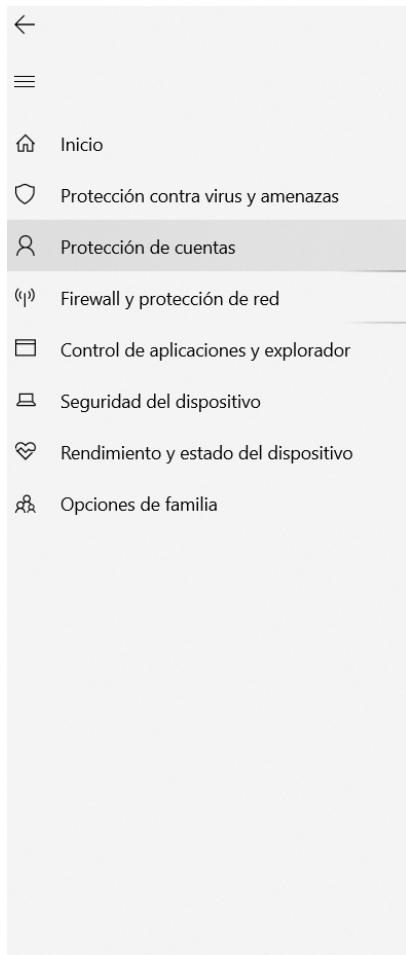 Inicio
Protección contra virus y amenazas
Protección de cuentas
Firewall y protección de red
Control de aplicaciones y explorador
Seguridad del dispositivo
Rendimiento y estado del dispositivo
Opciones de familia